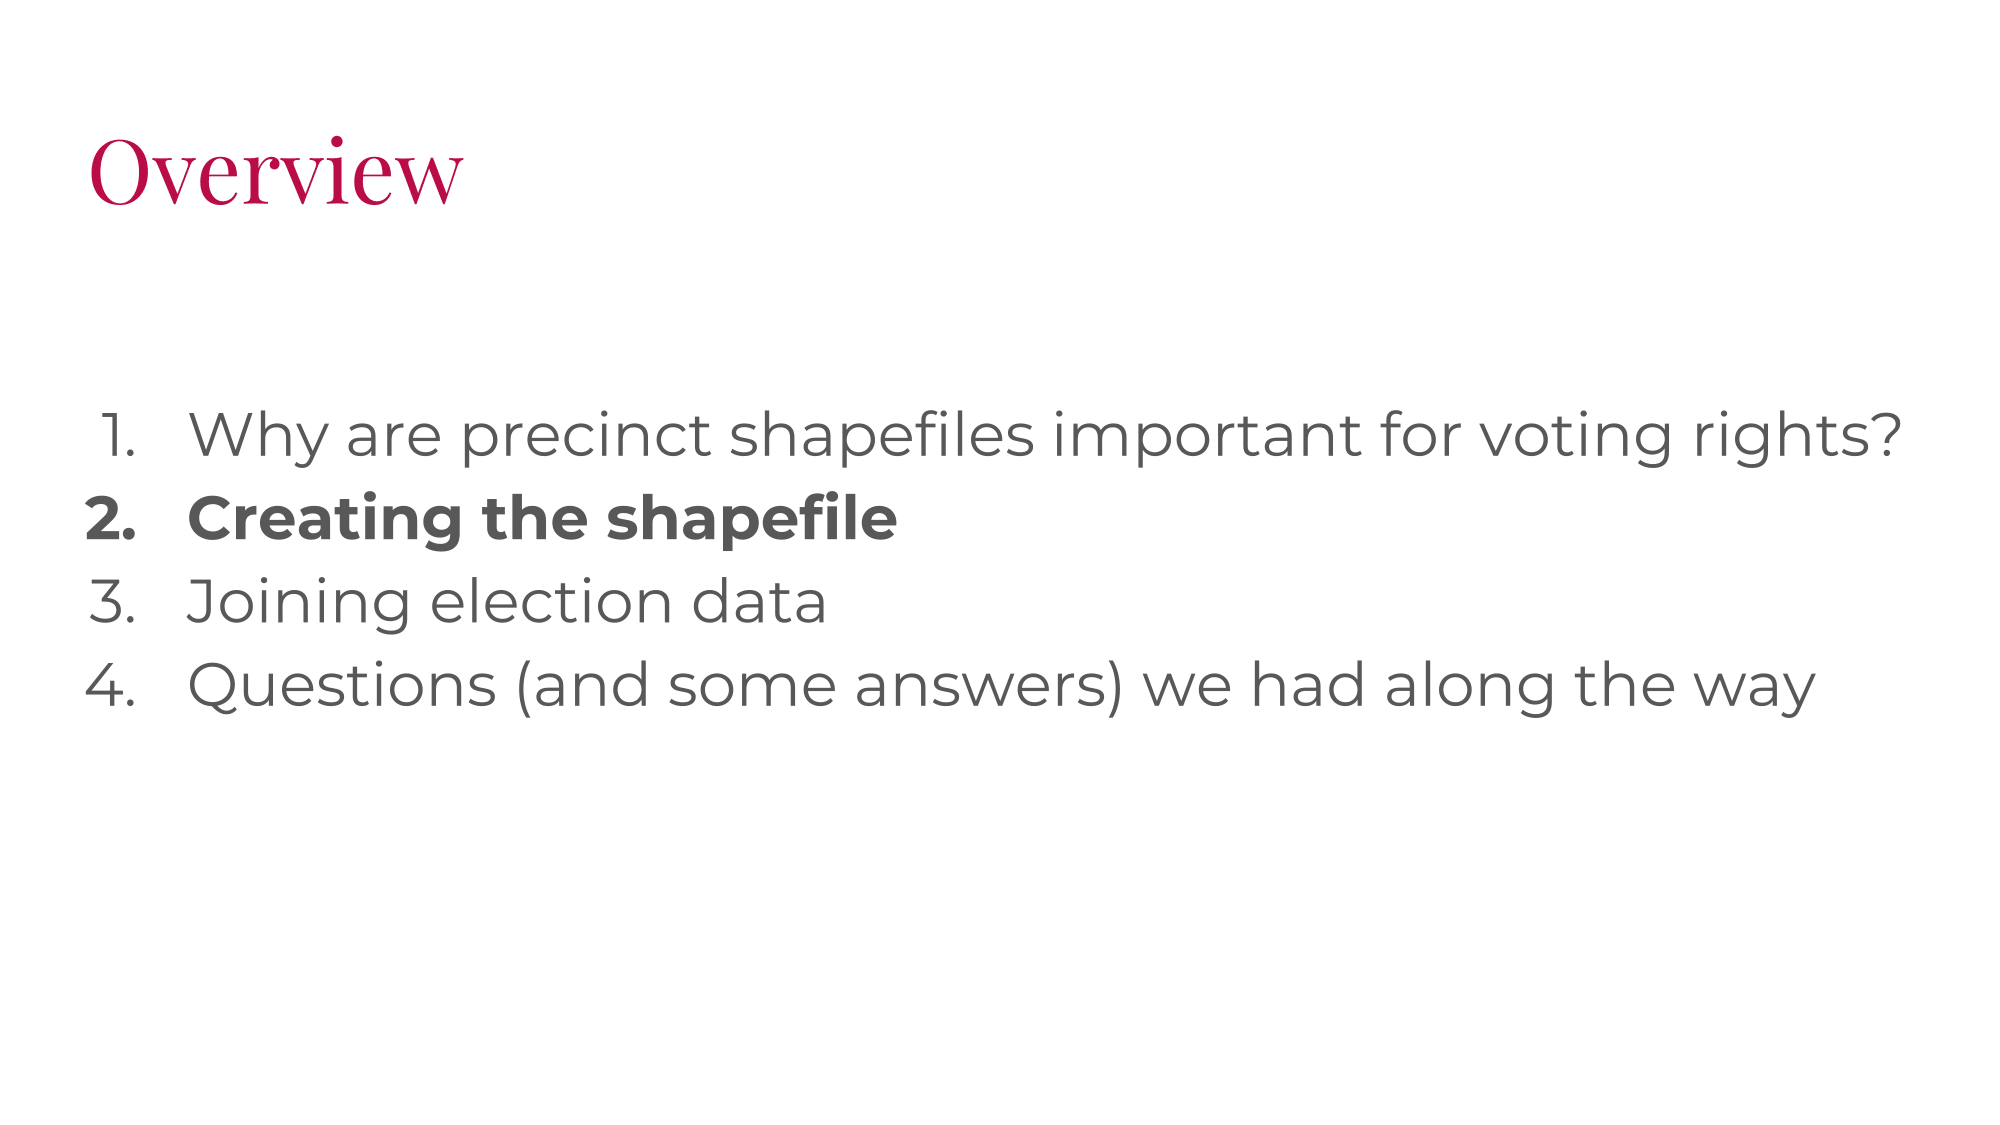 Overview
1. Why are precinct shapefiles important for voting rights?
2. Creating the shapefile
3. Joining election data
4. Questions (and some answers) we had along the way